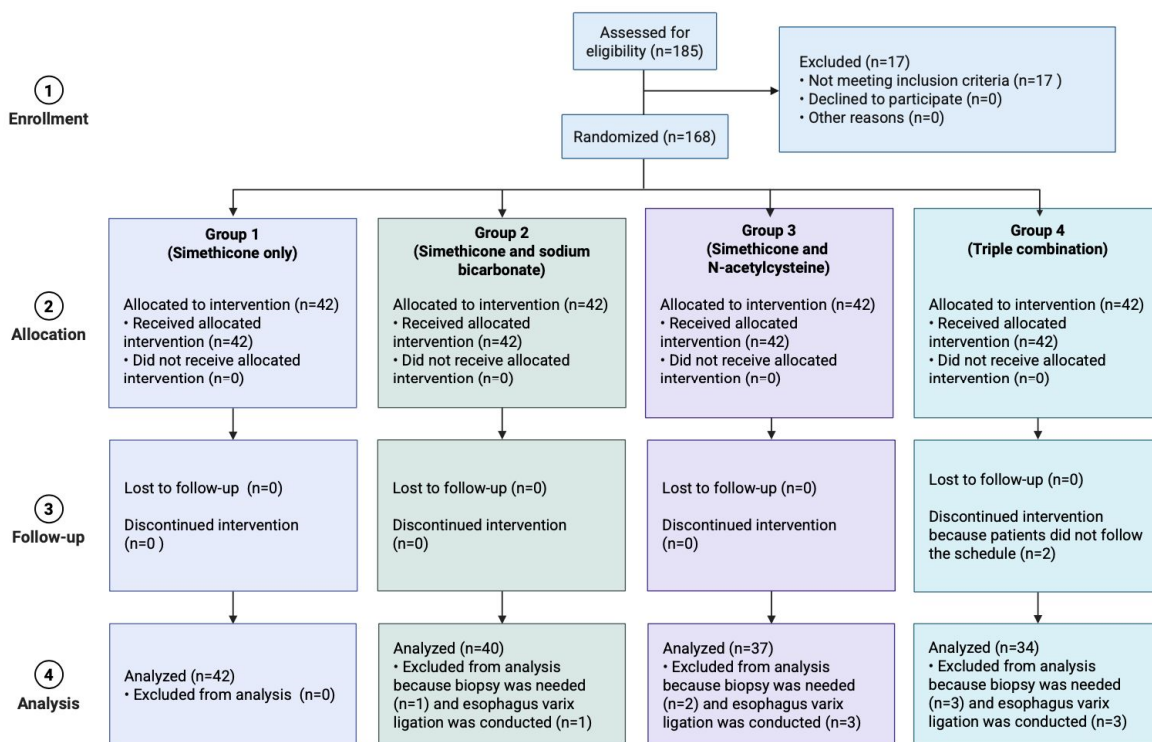 Assessed for
eligibility (n=185)
Excluded (n=17)
• Not meeting inclusion criteria (n=17 )
• Declined to participate (n=0)
• Other reasons (n=0)
1
Enrollment
Randomized (n=168)
Group 1
(Simethicone only)
Allocated to intervention (n=42)
• Received allocated
intervention (n=42)
• Did not receive allocated
intervention (n=0)
Group 2
(Simethicone and sodium
bicarbonate)
Allocated to intervention (n=42)
• Received allocated
intervention (n=42)
• Did not receive allocated
intervention (n=0)
Group 3
(Simethicone and
N-acetylcysteine)
Allocated to intervention (n=42)
• Received allocated
intervention (n=42)
• Did not receive allocated
intervention (n=0)
Group 4
(Triple combination)
Allocated to intervention (n=42)
• Received allocated
intervention (n=42)
• Did not receive allocated
intervention (n=0)
2
Allocation
Lost to follow-up (n=0)
Discontinued intervention
(n=0 )
Lost to follow-up (n=0)
Discontinued intervention
(n=0)
Lost to follow-up (n=0)
Discontinued intervention
(n=0)
Lost to follow-up (n=0)
Discontinued intervention
because patients did not follow
the schedule (n=2)
3
Follow-up
Analyzed (n=42)
• Excluded from analysis (n=0)
Analyzed (n=40)
• Excluded from analysis
because biopsy was needed
(n=1) and esophagus varix
ligation was conducted (n=1)
Analyzed (n=37)
• Excluded from analysis
because biopsy was needed
(n=2) and esophagus varix
ligation was conducted (n=3)
Analyzed (n=34)
• Excluded from analysis
because biopsy was needed
(n=3) and esophagus varix
ligation was conducted (n=3)
4
Analysis